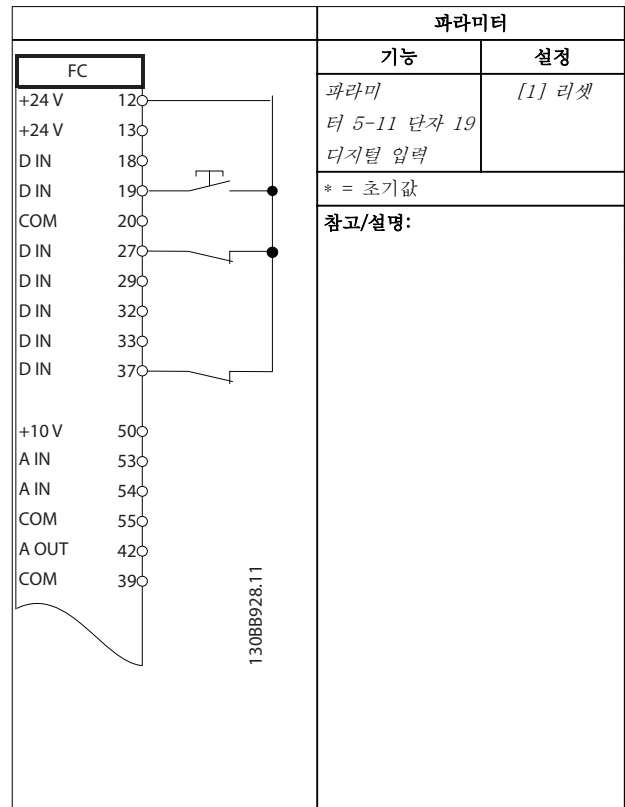 파라미터
기능 설정
파라미
터 5-11 단자 19
디지털 입력
[1] 리셋
* = 초기값
참고/설명:
FC
+24 V 12
+24 V 13
D IN 18
D IN 19
COM 20
D IN 27
D IN 29
D IN 32
D IN 33
D IN 37
+10 V 50
A IN 53
A IN 54
COM 55
A OUT 42
COM 39
130BB928.11